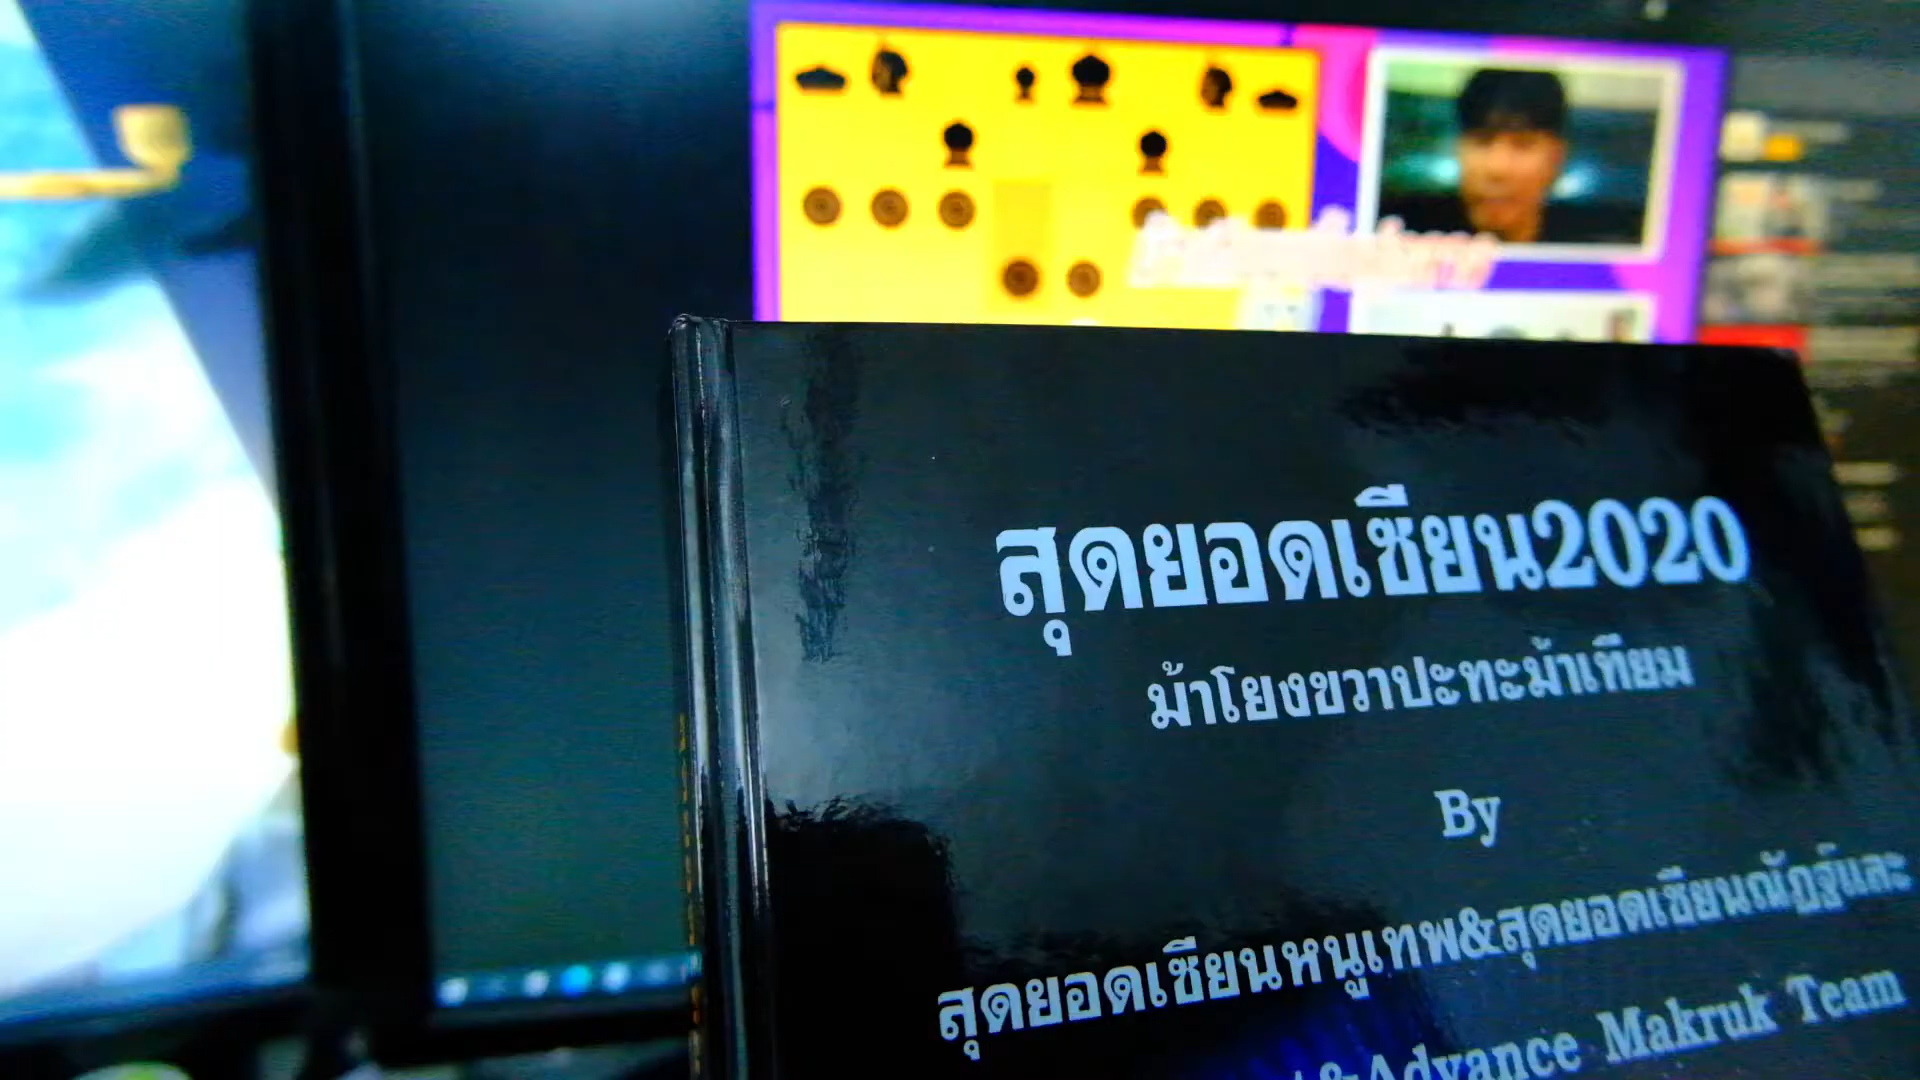 สุดยอดเซียน2020
ม้าโยงขวาปะทะม้าเทียม
By
สุดยอดเซียนหนูเทพ&สุดยอดเซียนณัฏฐ์และ
&Advance Makruk Team